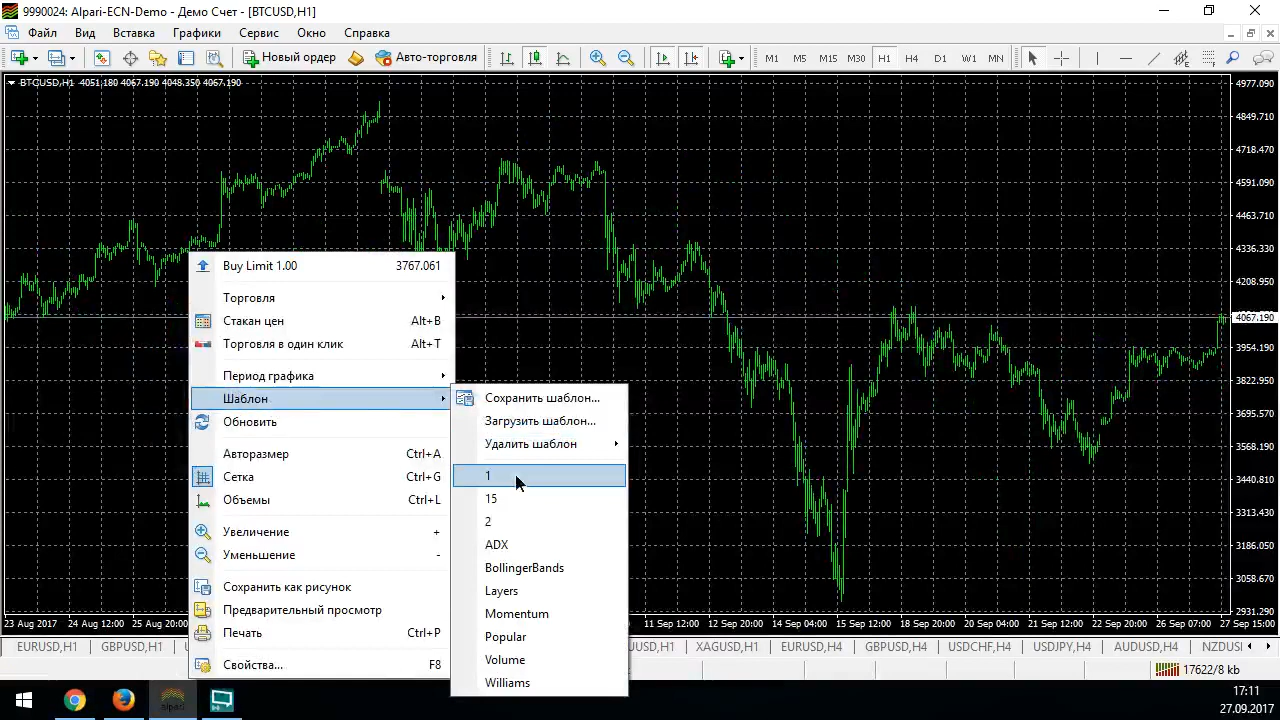 9990024: Alpari-ECN-Demo - Демо Счет - [BTCUSD,H1]
Файл Вид Вставка Графики Сервис Окно Справка
Новый ордер Авто-торговля M1 M5 M15 M30 H1 H4 D1 W1 MN
BTCUSD,H1 4051.180 4067.190 4048.350 4067.190
4977.090
4849.710
4718.470
4591.090
4463.710
4336.330
4208.950
4081.570
4067.190
3954.190
3822.950
3695.570
3568.190
3440.810
3313.430
3186.050
3058.670
2931.290
Buy Limit 1.00 3767.061
Торговля
Стакан цен Alt+B
Торговля в один клик Alt+T
Период графика
Шаблон
Обновить
Авторазмер Ctrl+A
Сетка Ctrl+G
Объемы Ctrl+L
Увеличение +
Уменьшение -
Сохранить как рисунок
Предварительный просмотр
Печать Ctrl+P
Свойства... F8
Сохранить шаблон...
Загрузить шаблон...
Удалить шаблон
1
15
2
ADX
BollingerBands
Layers
Momentum
Popular
Volume
Williams
23 Aug 2017 24 Aug 12:00 25 Aug 20:00 11 Sep 12:00 12 Sep 20:00 14 Sep 04:00 15 Sep 12:00 18 Sep 20:00 20 Sep 04:00 21 Sep 12:00 22 Sep 20:00 26 Sep 07:00 27 Sep 15:00
EURUSD,H1 GBPUSD,H1 XAGUSD,H1 EURUSD,H4 GBPUSD,H4 USDCHF,H4 USDJPY,H4 AUDUSD,H4 NZDUS
17622/8 kb
alpari
17:11
27.09.2017